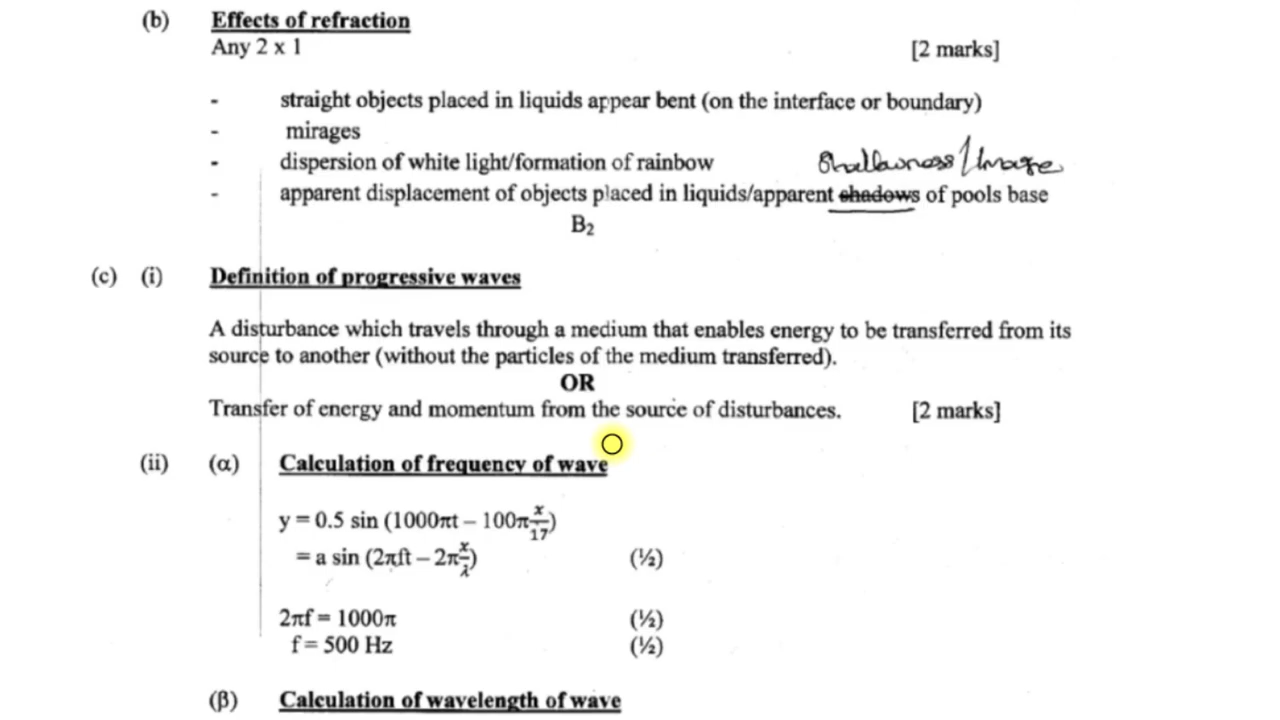 (b) Effects of refraction
Any 2 x 1 [2 marks]
- straight objects placed in liquids appear bent (on the interface or boundary)
- mirages
- dispersion of white light/formation of rainbow Shallowness/Image
- apparent displacement of objects placed in liquids/apparent shadows of pools base
B₂
(c) (i) Definition of progressive waves
A disturbance which travels through a medium that enables energy to be transferred from its
source to another (without the particles of the medium transferred).
OR
Transfer of energy and momentum from the source of disturbances. [2 marks]
(ii) (α) Calculation of frequency of wave
y = 0.5 sin (1000πt – 100π x/17)
= a sin (2πft – 2π x/λ) (½)
2πf = 1000π (½)
f = 500 Hz (½)
(β) Calculation of wavelength of wave